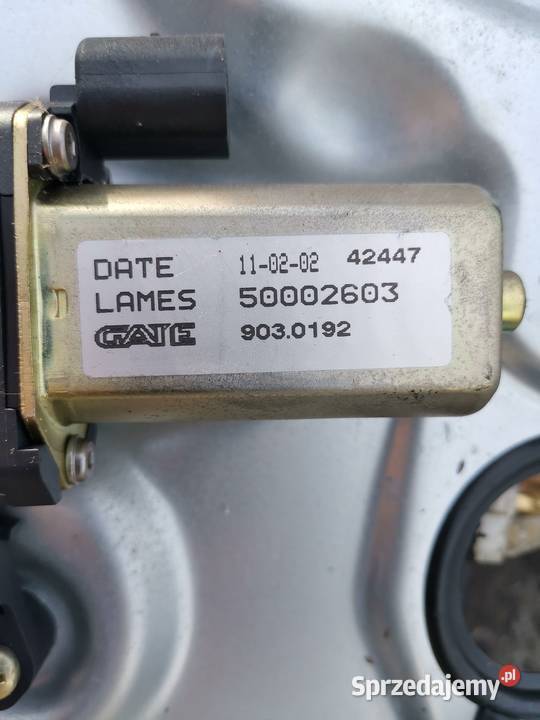 DATE 11-02-02 42447
LAMES 50002603
GATE 903.0192
Sprzedajemy.pl